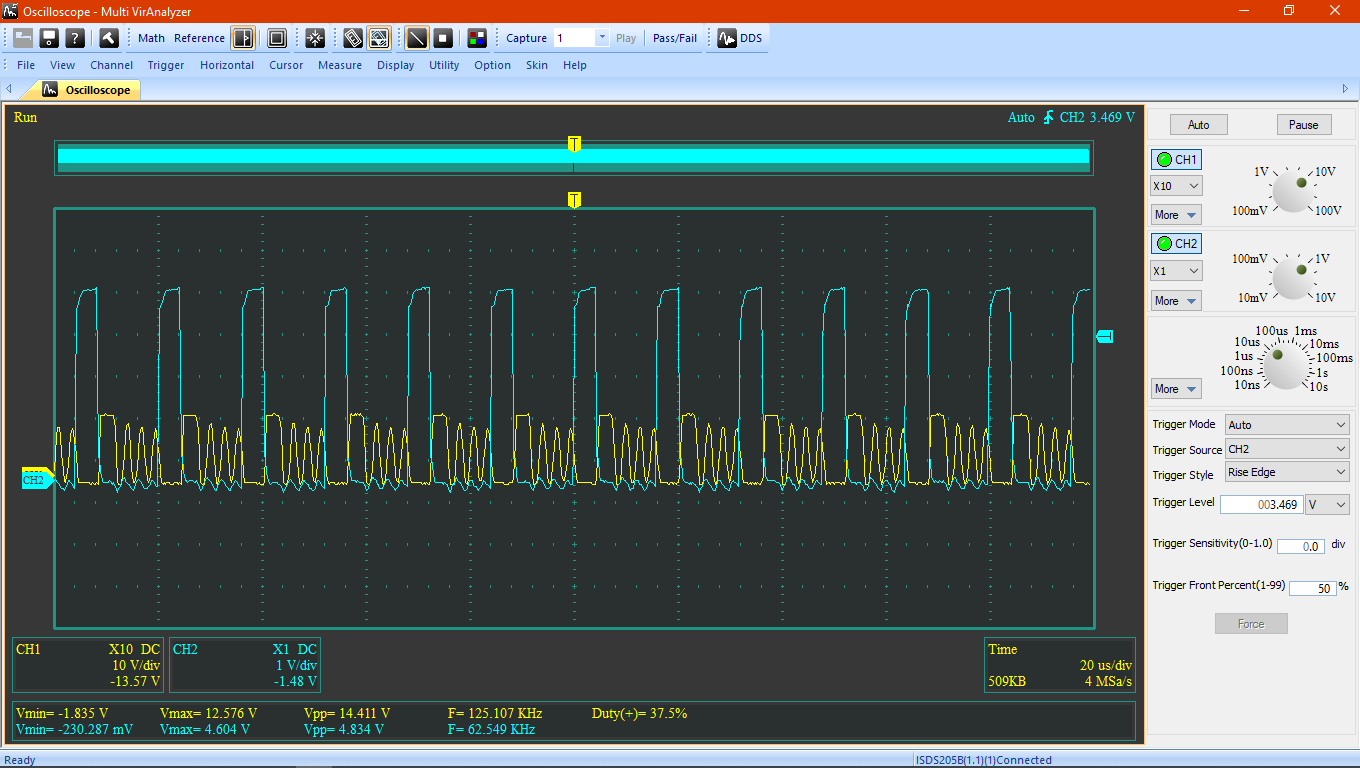 Oscilloscope - Multi VirAnalyzer
? Math Reference Capture 1 Play Pass/Fail DDS
File View Channel Trigger Horizontal Cursor Measure Display Utility Option Skin Help
Oscilloscope
Run
Auto CH2 3.469 V
T
T
CH2
Auto Pause
CH1
X10
More
1V 10V
100mV 100V
CH2
X1
More
100mV 1V
10mV 10V
100us 1ms
10us 10ms
1us 100ms
100ns 1s
10ns 10s
More
Trigger Mode Auto
Trigger Source CH2
Trigger Style Rise Edge
Trigger Level 003.469 V
Trigger Sensitivity(0-1.0) 0.0 div
Trigger Front Percent(1-99) 50 %
Force
CH1 X10 DC
10 V/div
-13.57 V
CH2 X1 DC
1 V/div
-1.48 V
Time
20 us/div
509KB 4 MSa/s
Vmin= -1.835 V Vmax= 12.576 V Vpp= 14.411 V F= 125.107 KHz Duty(+)= 37.5%
Vmin= -230.287 mV Vmax= 4.604 V Vpp= 4.834 V F= 62.549 KHz
Ready
ISDS205B(1.1)(1)Connected